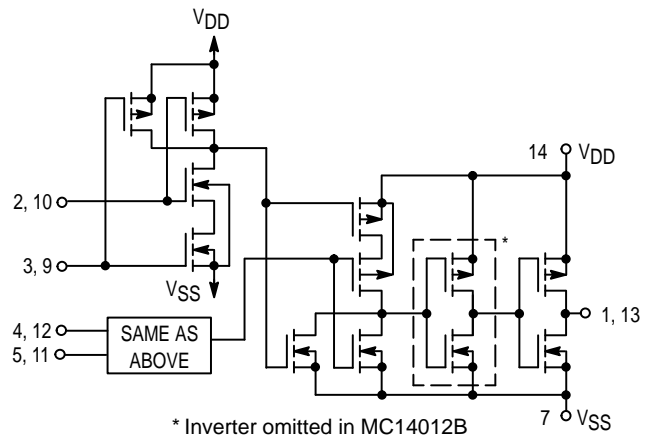 VDD
14 VDD
2, 10
*
3, 9
VSS
1, 13
4, 12
SAME AS
5, 11
ABOVE
7 VSS
* Inverter omitted in MC14012B